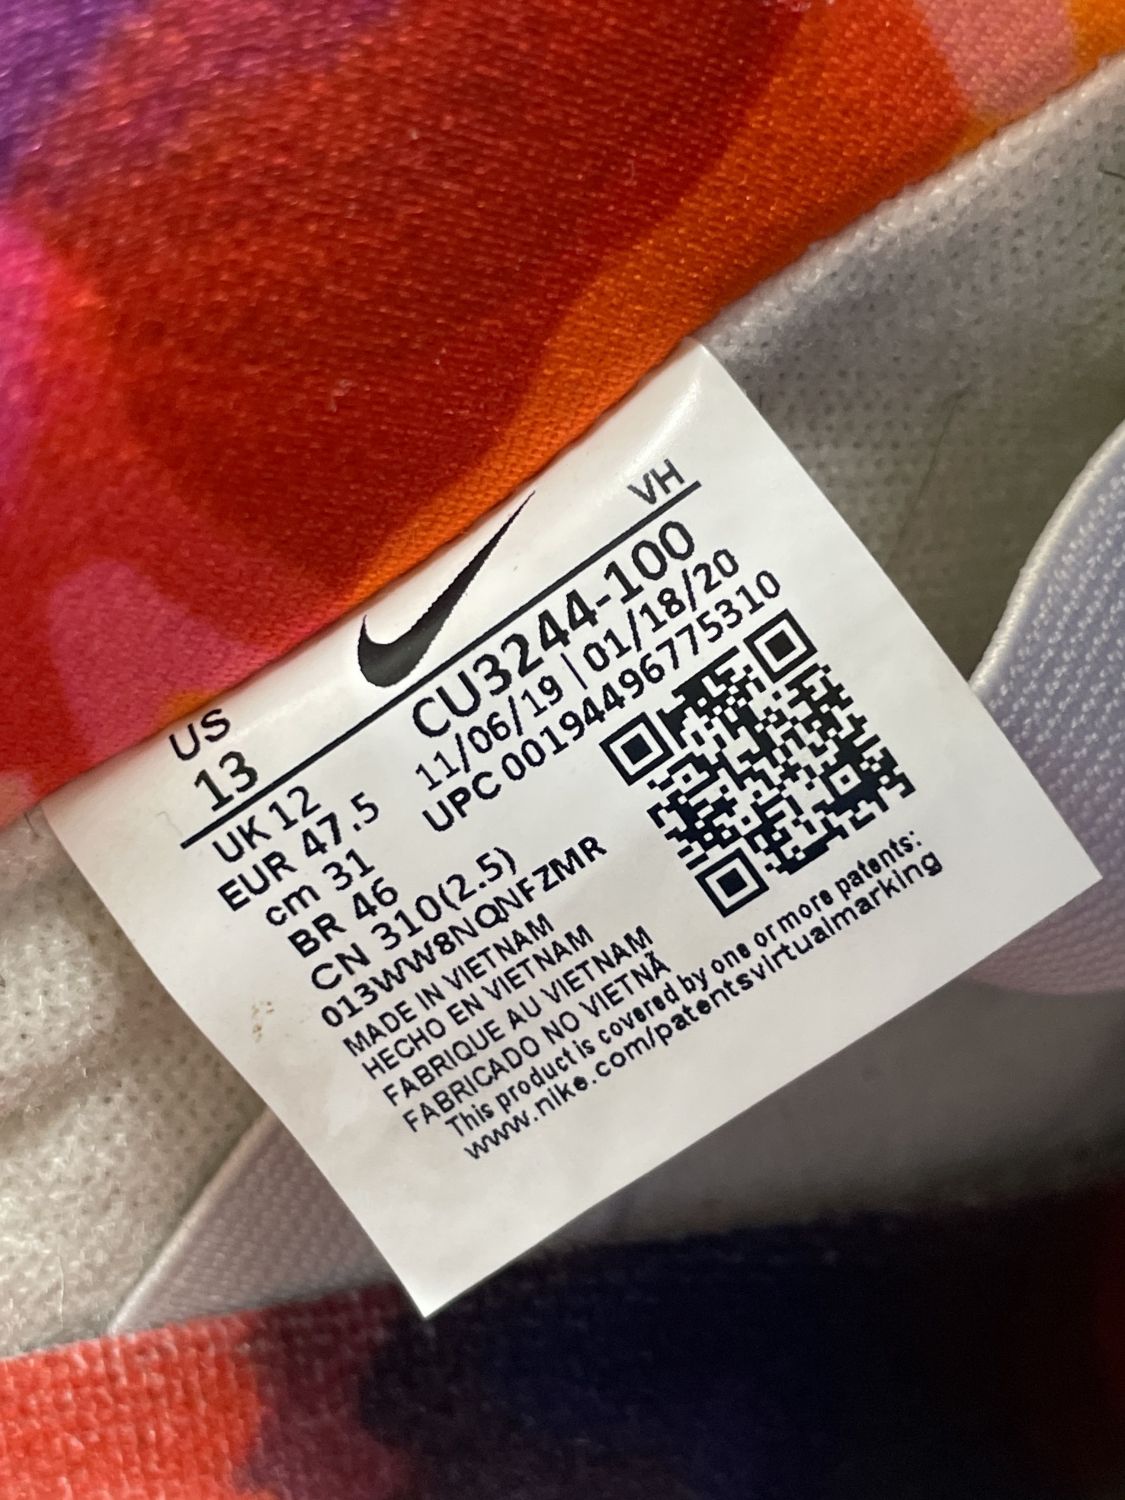 VH
US
13
CU3244-100
UK 12
11/06/19 | 01/18/20
EUR 47.5
UPC 00194496775310
cm 31
BR 46
CN 310(2.5)
013WW8NQNFZMR
MADE IN VIETNAM
HECHO EN VIETNAM
FABRIQUE AU VIETNAM
FABRICADO NO VIETNÃ
This product is covered by one or more patents:
www.nike.com/patentsvirtualmarking